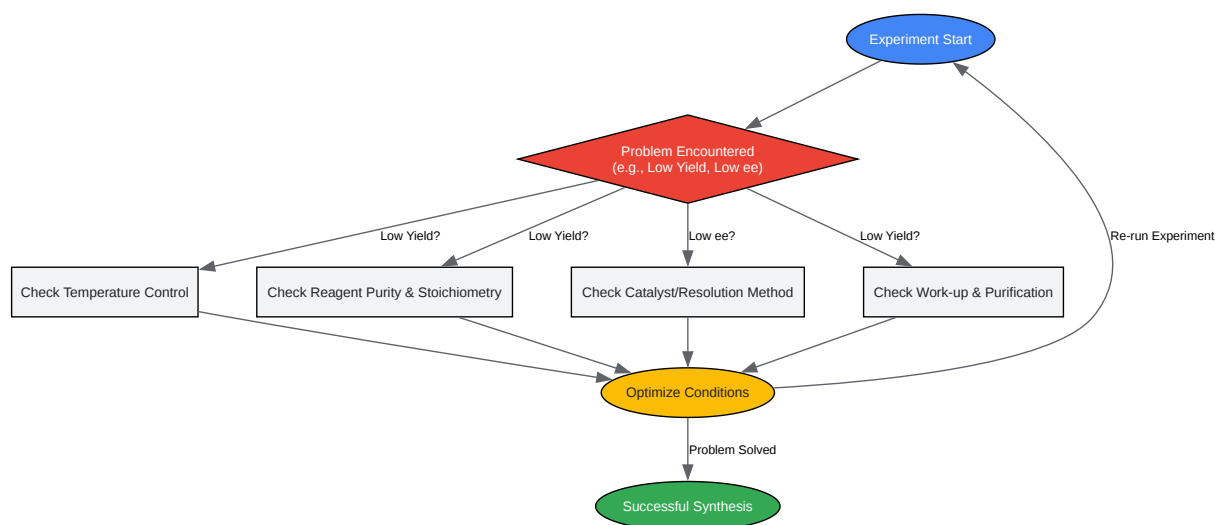 Experiment Start
Problem Encountered
(e.g., Low Yield, Low ee)
Low Yield?
Low Yield?
Low ee?
Low Yield?
Re-run Experiment
Check Temperature Control
Check Reagent Purity & Stoichiometry
Check Catalyst/Resolution Method
Check Work-up & Purification
Optimize Conditions
Problem Solved
Successful Synthesis